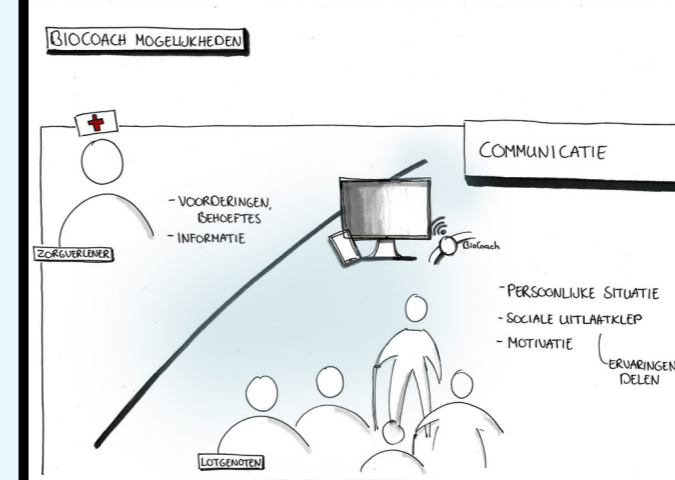 BIOCOACH MOGELIJKHEDEN
COMMUNICATIE
- VOORDERINGEN,
BEHOEFTES
- INFORMATIE
ZORGVERLENER
BioCoach
- PERSOONLIJKE SITUATIE
- SOCIALE UITLAATKLEP
- MOTIVATIE
ERVARINGEN
DELEN
LOTGENOTEN